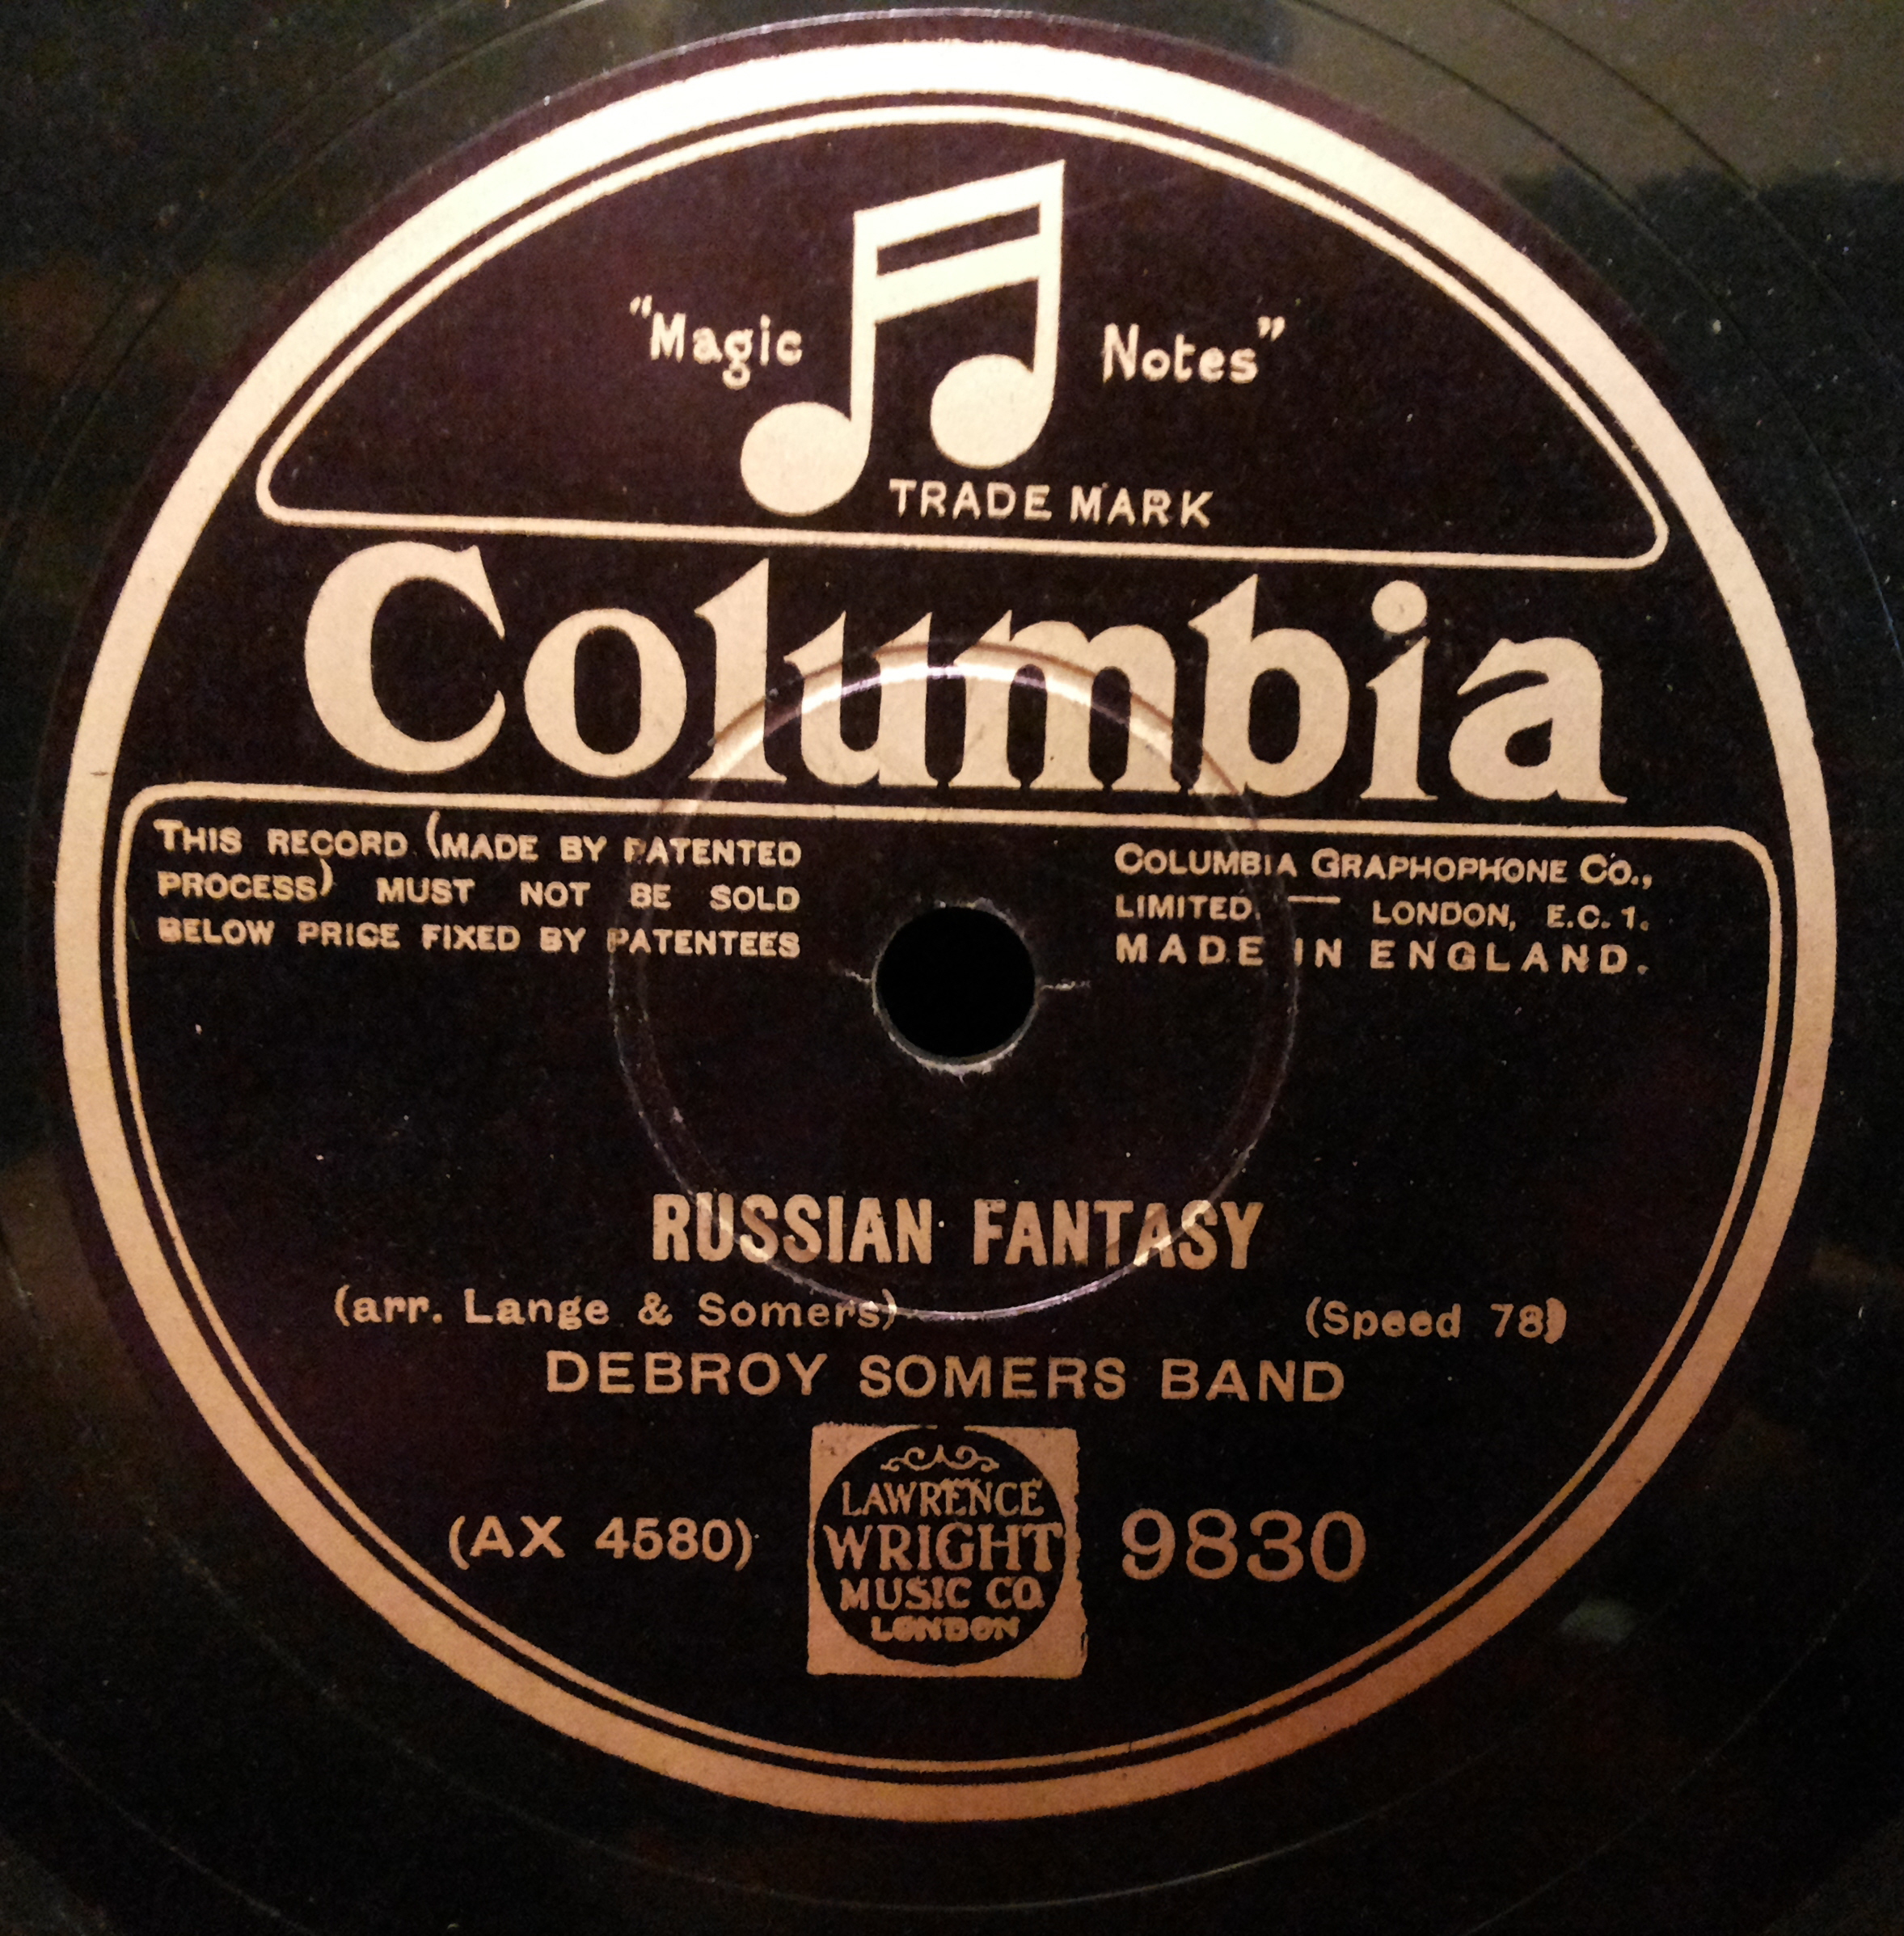 “Magic Notes”
TRADE MARK
Columbia
THIS RECORD (MADE BY PATENTED
PROCESS) MUST NOT BE SOLD
BELOW PRICE FIXED BY PATENTEES
COLUMBIA GRAPHOPHONE CO.,
LIMITED. — LONDON, E.C.1.
MADE IN ENGLAND.
RUSSIAN FANTASY
(arr. Lange & Somers) (Speed 78)
DEBROY SOMERS BAND
(AX 4580)
LAWRENCE
WRIGHT
MUSIC CO.
LONDON
9830